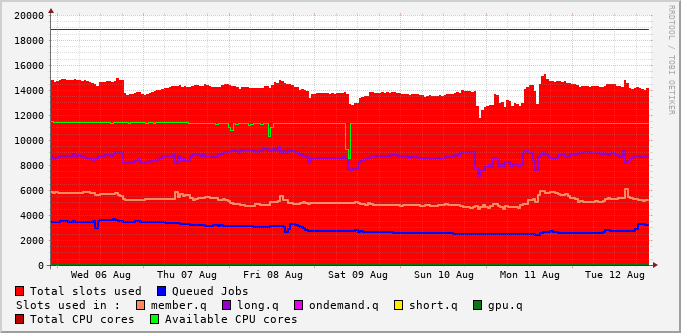 RRDTOOL / TOBI OETIKER
20000
18000
16000
14000
12000
10000
8000
6000
4000
2000
0
Wed 06 Aug Thu 07 Aug Fri 08 Aug Sat 09 Aug Sun 10 Aug Mon 11 Aug Tue 12 Aug
Total slots used Queued Jobs
Slots used in : member.q long.q ondemand.q short.q gpu.q
Total CPU cores Available CPU cores